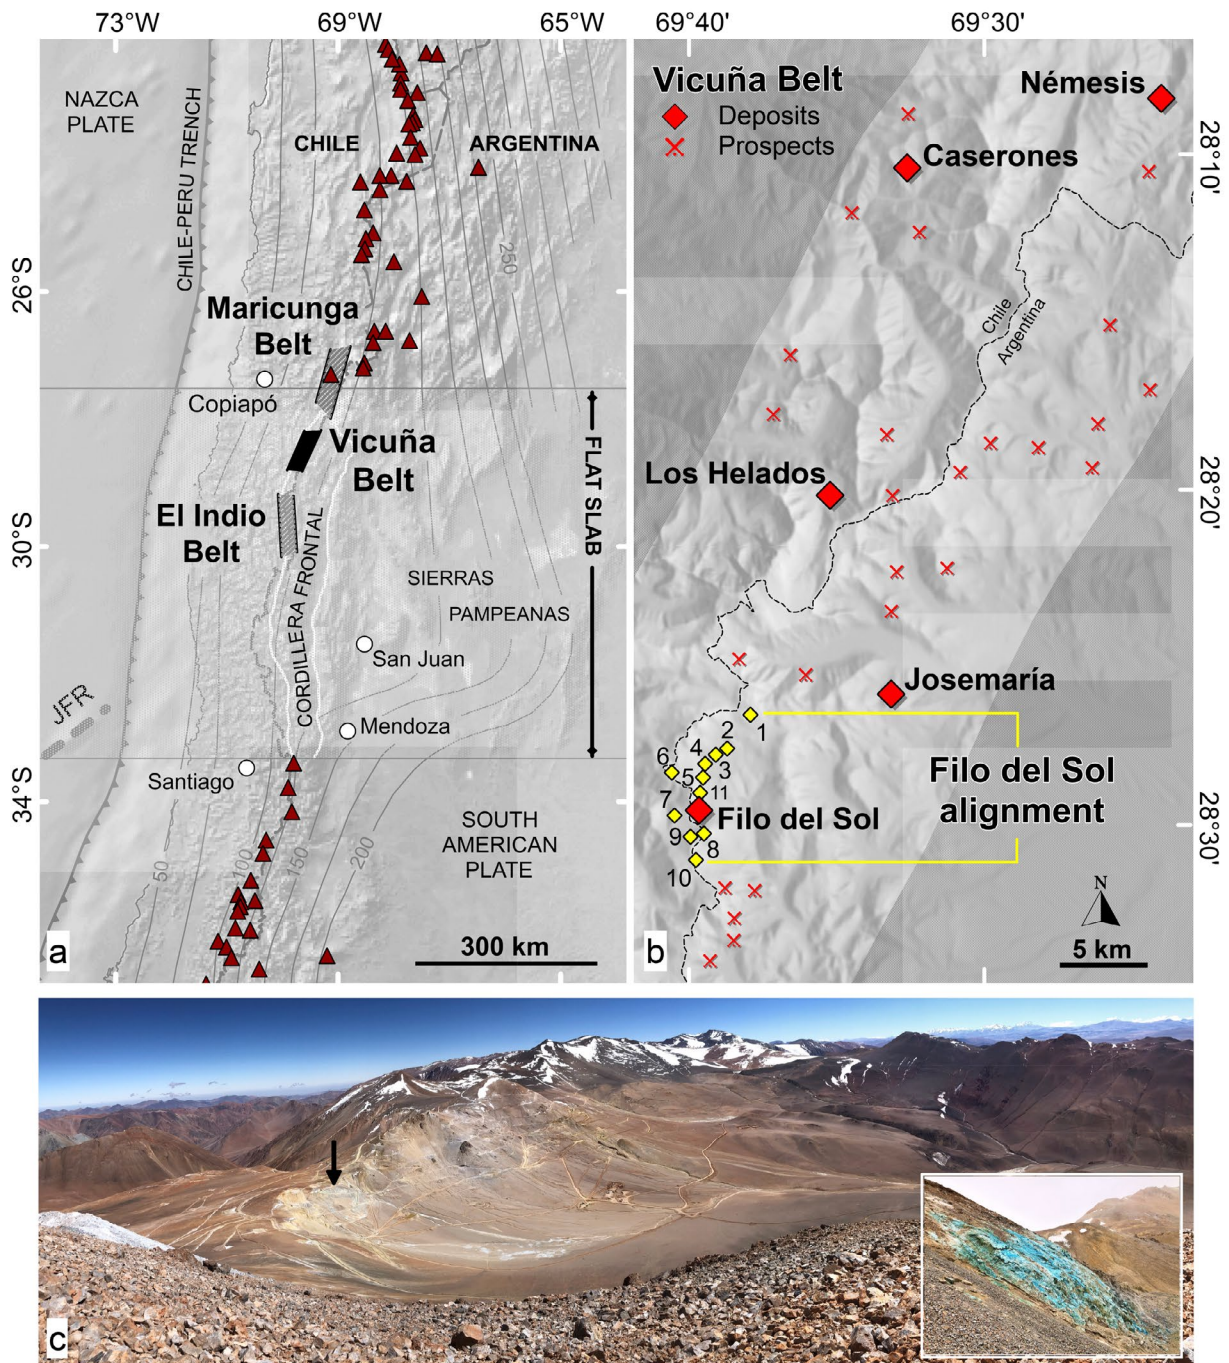 73°W
69°W
65°W
69°40'
69°30'
NAZCA
PLATE
CHILE-PERU TRENCH
CHILE
ARGENTINA
250
26°S
Maricunga
Belt
Copiapó
Vicuña
Belt
El Indio
Belt
FLAT SLAB
30°S
CORDILLERA FRONTAL
SIERRAS
PAMPEANAS
San Juan
JFR
Mendoza
Santiago
34°S
SOUTH
AMERICAN
PLATE
50
100
150
200
300 km
a
Vicuña Belt
Deposits
Prospects
Némesis
Caserones
28°10'
Chile
Argentina
Los Helados
28°20'
Josemaría
1
2
3
4
5
6
7
11
8
9
10
Filo del Sol
Filo del Sol
alignment
28°30'
N
5 km
b
c